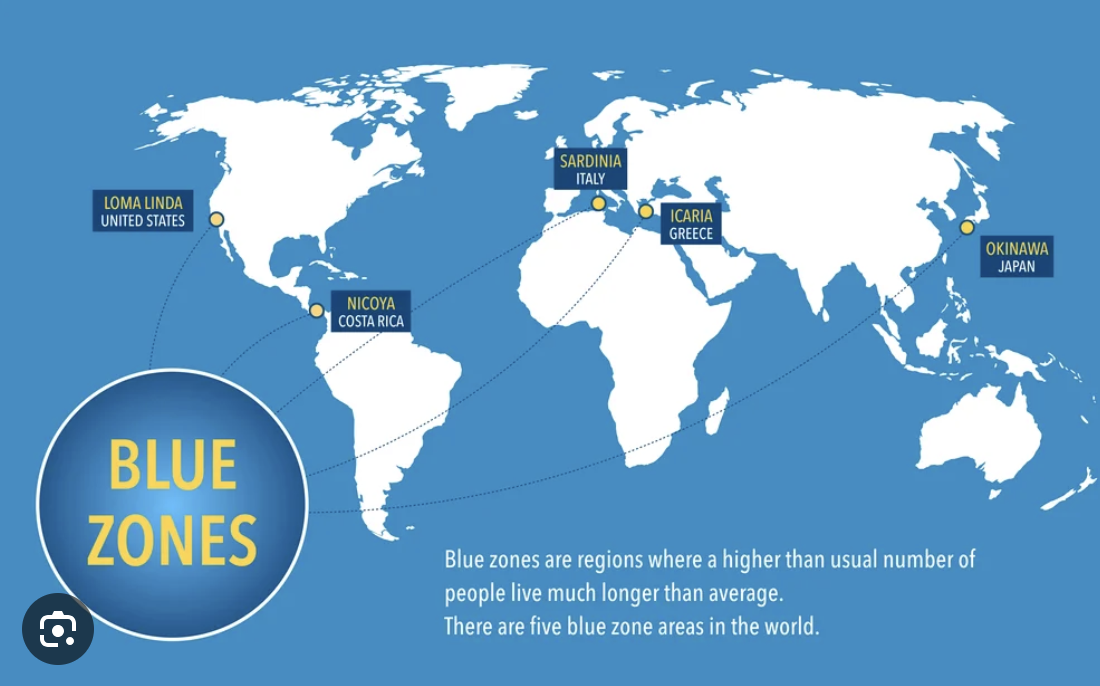 SARDINIA
ITALY
LOMA LINDA
UNITED STATES
ICARIA
GREECE
OKINAWA
JAPAN
NICOYA
COSTA RICA
BLUE
ZONES
Blue zones are regions where a higher than usual number of
people live much longer than average.
There are five blue zone areas in the world.